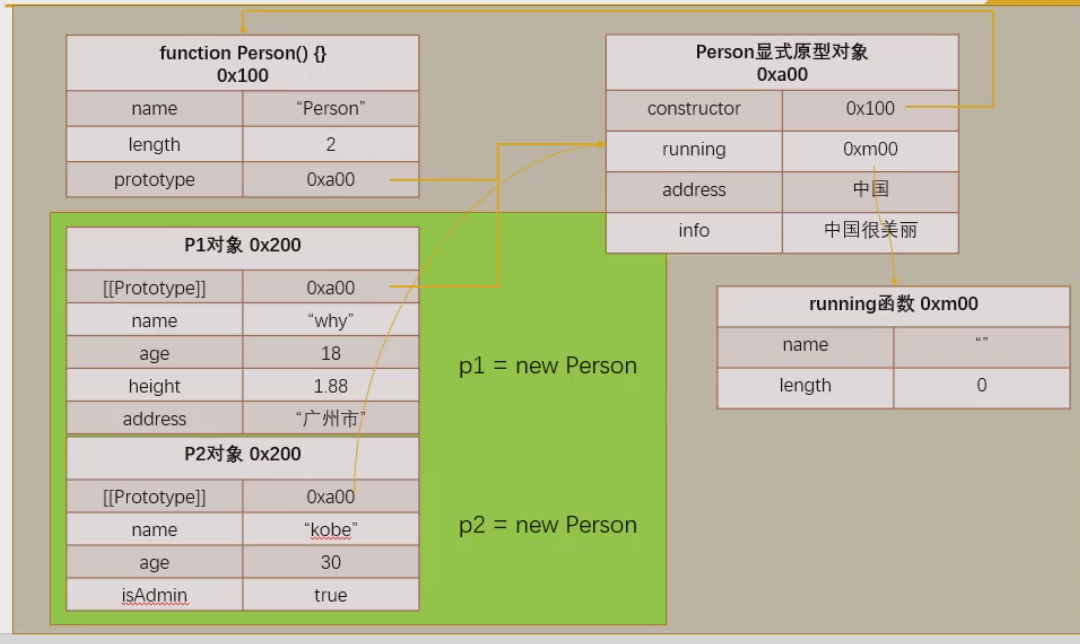 function Person() {}
0x100
name “Person”
length 2
prototype 0xa00
Person显式原型对象
0xa00
constructor 0x100
running 0xm00
address 中国
info 中国很美丽
P1对象 0x200
[[Prototype]] 0xa00
name “why”
age 18
height 1.88
address “广州市”
p1 = new Person
running函数 0xm00
name “”
length 0
P2对象 0x200
[[Prototype]] 0xa00
name “kobe”
age 30
isAdmin true
p2 = new Person